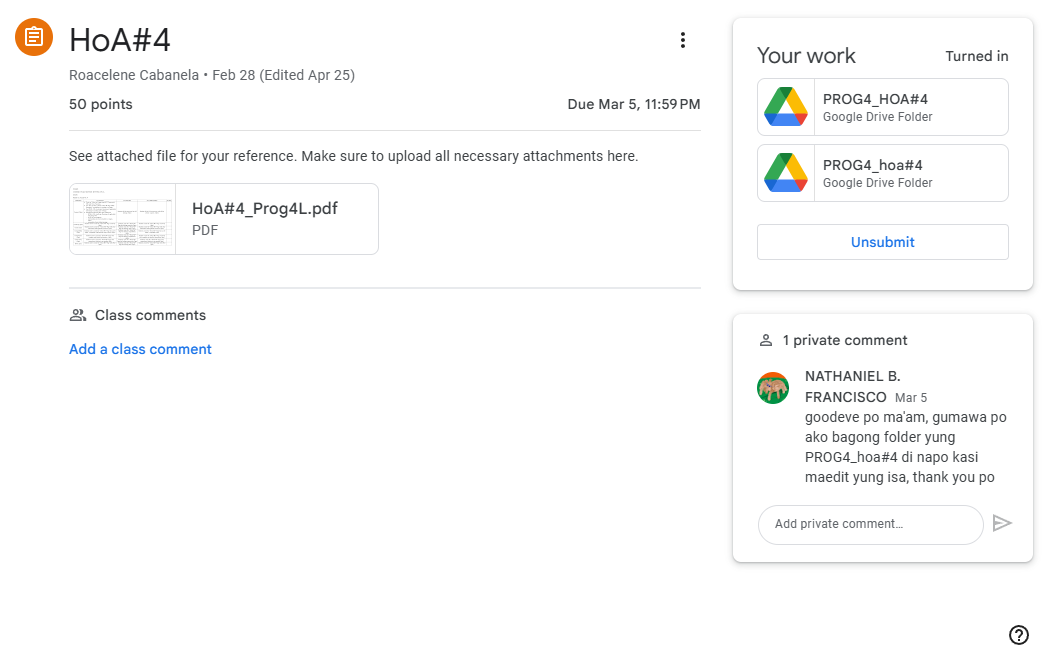 HoA#4
Roacelene Cabanela • Feb 28 (Edited Apr 25)
50 points
Due Mar 5, 11:59 PM
See attached file for your reference. Make sure to upload all necessary attachments here.
HoA#4_Prog4L.pdf
PDF
Class comments
Add a class comment
Your work
Turned in
PROG4_HOA#4
Google Drive Folder
PROG4_hoa#4
Google Drive Folder
Unsubmit
1 private comment
NATHANIEL B.
FRANCISCO Mar 5
goodeve po ma'am, gumawa po
ako bagong folder yung
PROG4_hoa#4 di napo kasi
maedit yung isa, thank you po
Add private comment…